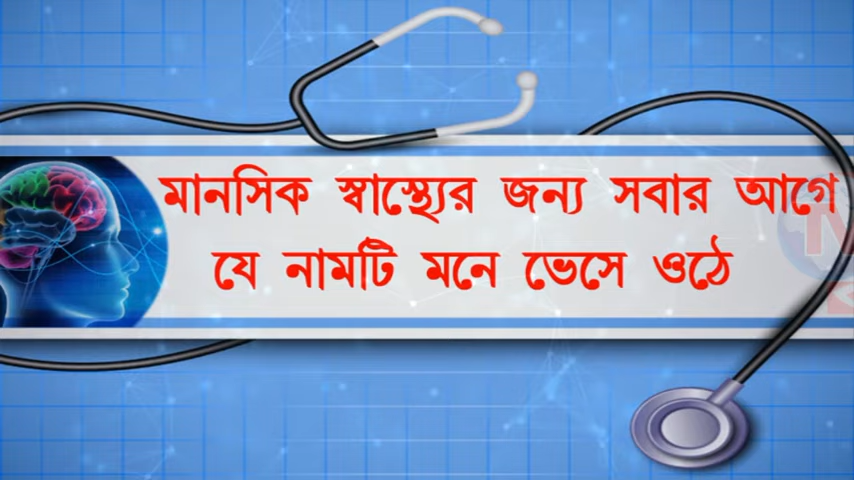 মানসিক স্বাস্থ্যের জন্য সবার আগে
যে নামটি মনে ভেসে ওঠে